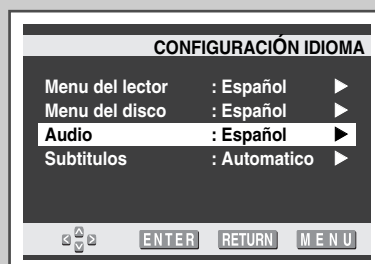 CONFIGURACIÓN IDIOMA
Menu del lector : Español
Menu del disco : Español
Audio : Español
Subtitulos : Automatico
ENTER RETURN MENU